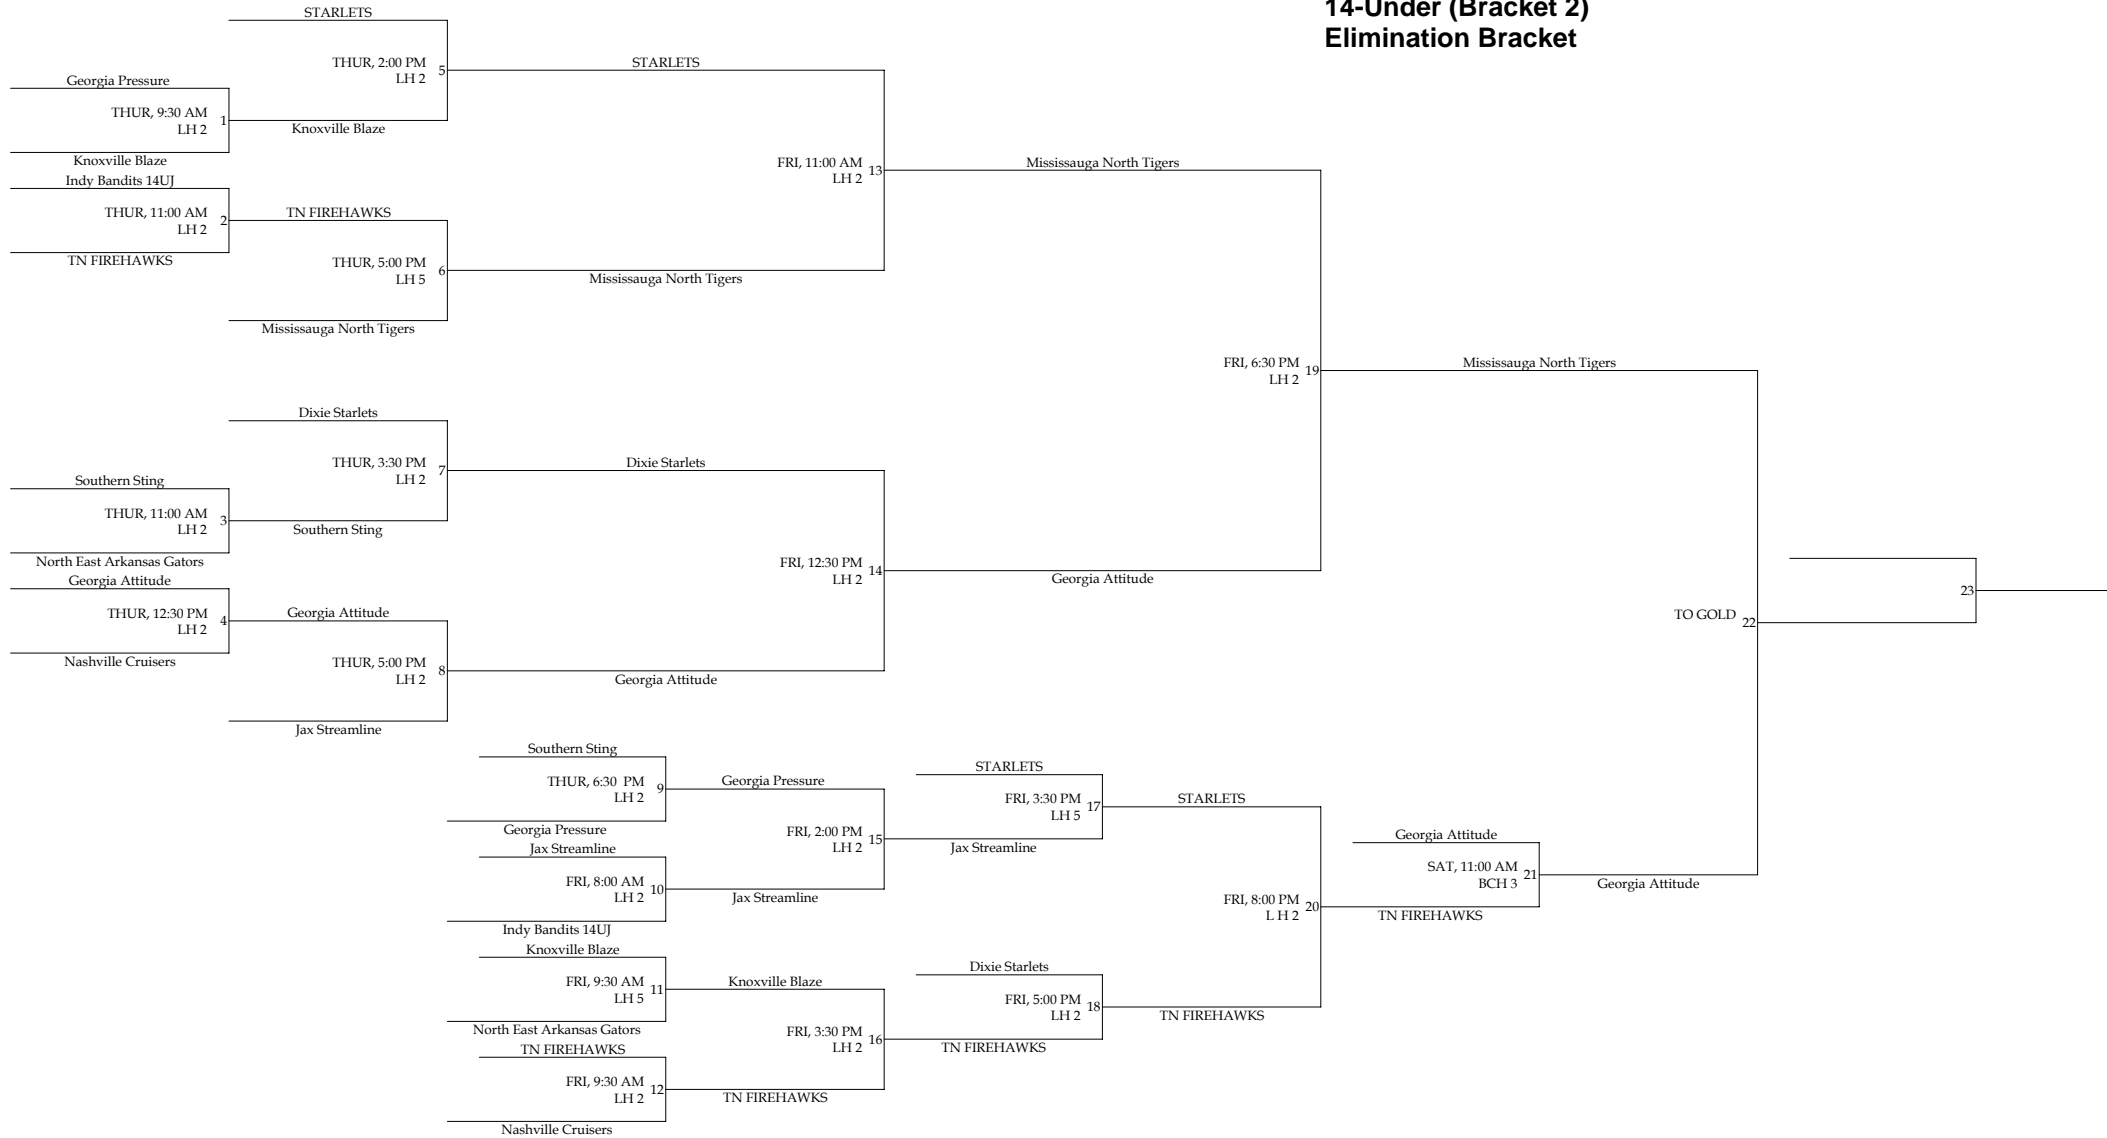 14-Under (Bracket 2)
Elimination Bracket
STARLETS
THUR, 2:00 PM
LH 2
5
STARLETS
Georgia Pressure
THUR, 9:30 AM
LH 2
1
Knoxville Blaze
Knoxville Blaze
Indy Bandits 14UJ
THUR, 11:00 AM
LH 2
2
TN FIREHAWKS
TN FIREHAWKS
THUR, 5:00 PM
LH 5
6
Mississauga North Tigers
Mississauga North Tigers
FRI, 11:00 AM
LH 2
13
Mississauga North Tigers
FRI, 6:30 PM
LH 2
19
Mississauga North Tigers
Dixie Starlets
THUR, 3:30 PM
LH 2
7
Dixie Starlets
Southern Sting
THUR, 11:00 AM
LH 2
3
Southern Sting
North East Arkansas Gators
Georgia Attitude
THUR, 12:30 PM
LH 2
4
Georgia Attitude
Nashville Cruisers
THUR, 5:00 PM
LH 2
8
Georgia Attitude
Jax Streamline
FRI, 12:30 PM
LH 2
14
Georgia Attitude
TO GOLD
22
23
Southern Sting
THUR, 6:30 PM
LH 2
9
Georgia Pressure
Georgia Pressure
Jax Streamline
FRI, 8:00 AM
LH 2
10
Jax Streamline
Indy Bandits 14UJ
FRI, 2:00 PM
LH 2
15
Jax Streamline
STARLETS
FRI, 3:30 PM
LH 5
17
STARLETS
Knoxville Blaze
FRI, 9:30 AM
LH 5
11
Knoxville Blaze
North East Arkansas Gators
TN FIREHAWKS
FRI, 9:30 AM
LH 2
12
TN FIREHAWKS
Nashville Cruisers
FRI, 3:30 PM
LH 2
16
TN FIREHAWKS
Dixie Starlets
FRI, 5:00 PM
LH 2
18
TN FIREHAWKS
FRI, 8:00 PM
L H 2
20
TN FIREHAWKS
Georgia Attitude
SAT, 11:00 AM
BCH 3
21
Georgia Attitude